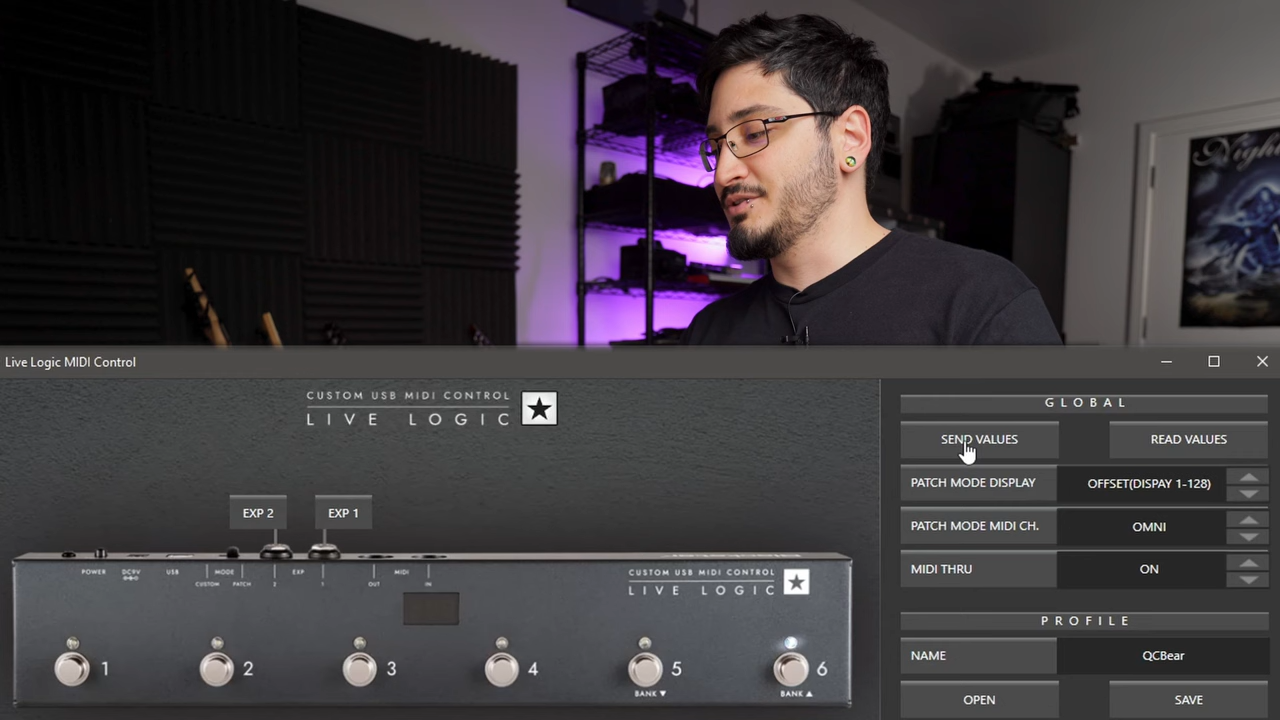 Night
Live Logic MIDI Control
CUSTOM USB MIDI CONTROL
LIVE LOGIC
EXP 2
EXP 1
POWER
DC9V
USB
MODE
CUSTOM
PATCH
EXP
2
1
MIDI
OUT
IN
CUSTOM USB MIDI CONTROL
LIVE LOGIC
1
2
3
4
5
6
BANK ▼
BANK ▲
GLOBAL
SEND VALUES
READ VALUES
PATCH MODE DISPLAY
OFFSET(DISPAY 1-128)
PATCH MODE MIDI CH.
OMNI
MIDI THRU
ON
PROFILE
NAME
QCBear
OPEN
SAVE